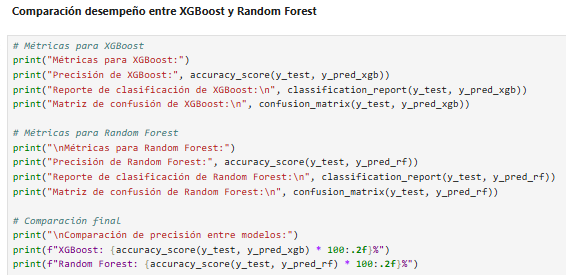 Comparación desempeño entre XGBoost y Random Forest
# Métricas para XGBoost
print("Métricas para XGBoost:")
print("Precisión de XGBoost:", accuracy_score(y_test, y_pred_xgb))
print("Reporte de clasificación de XGBoost:\n", classification_report(y_test, y_pred_xgb))
print("Matriz de confusión de XGBoost:\n", confusion_matrix(y_test, y_pred_xgb))
# Métricas para Random Forest
print("\nMétricas para Random Forest:")
print("Precisión de Random Forest:", accuracy_score(y_test, y_pred_rf))
print("Reporte de clasificación de Random Forest:\n", classification_report(y_test, y_pred_rf))
print("Matriz de confusión de Random Forest:\n", confusion_matrix(y_test, y_pred_rf))
# Comparación final
print("\nComparación de precisión entre modelos:")
print(f"XGBoost: {accuracy_score(y_test, y_pred_xgb) * 100:.2f}%")
print(f"Random Forest: {accuracy_score(y_test, y_pred_rf) * 100:.2f}%")